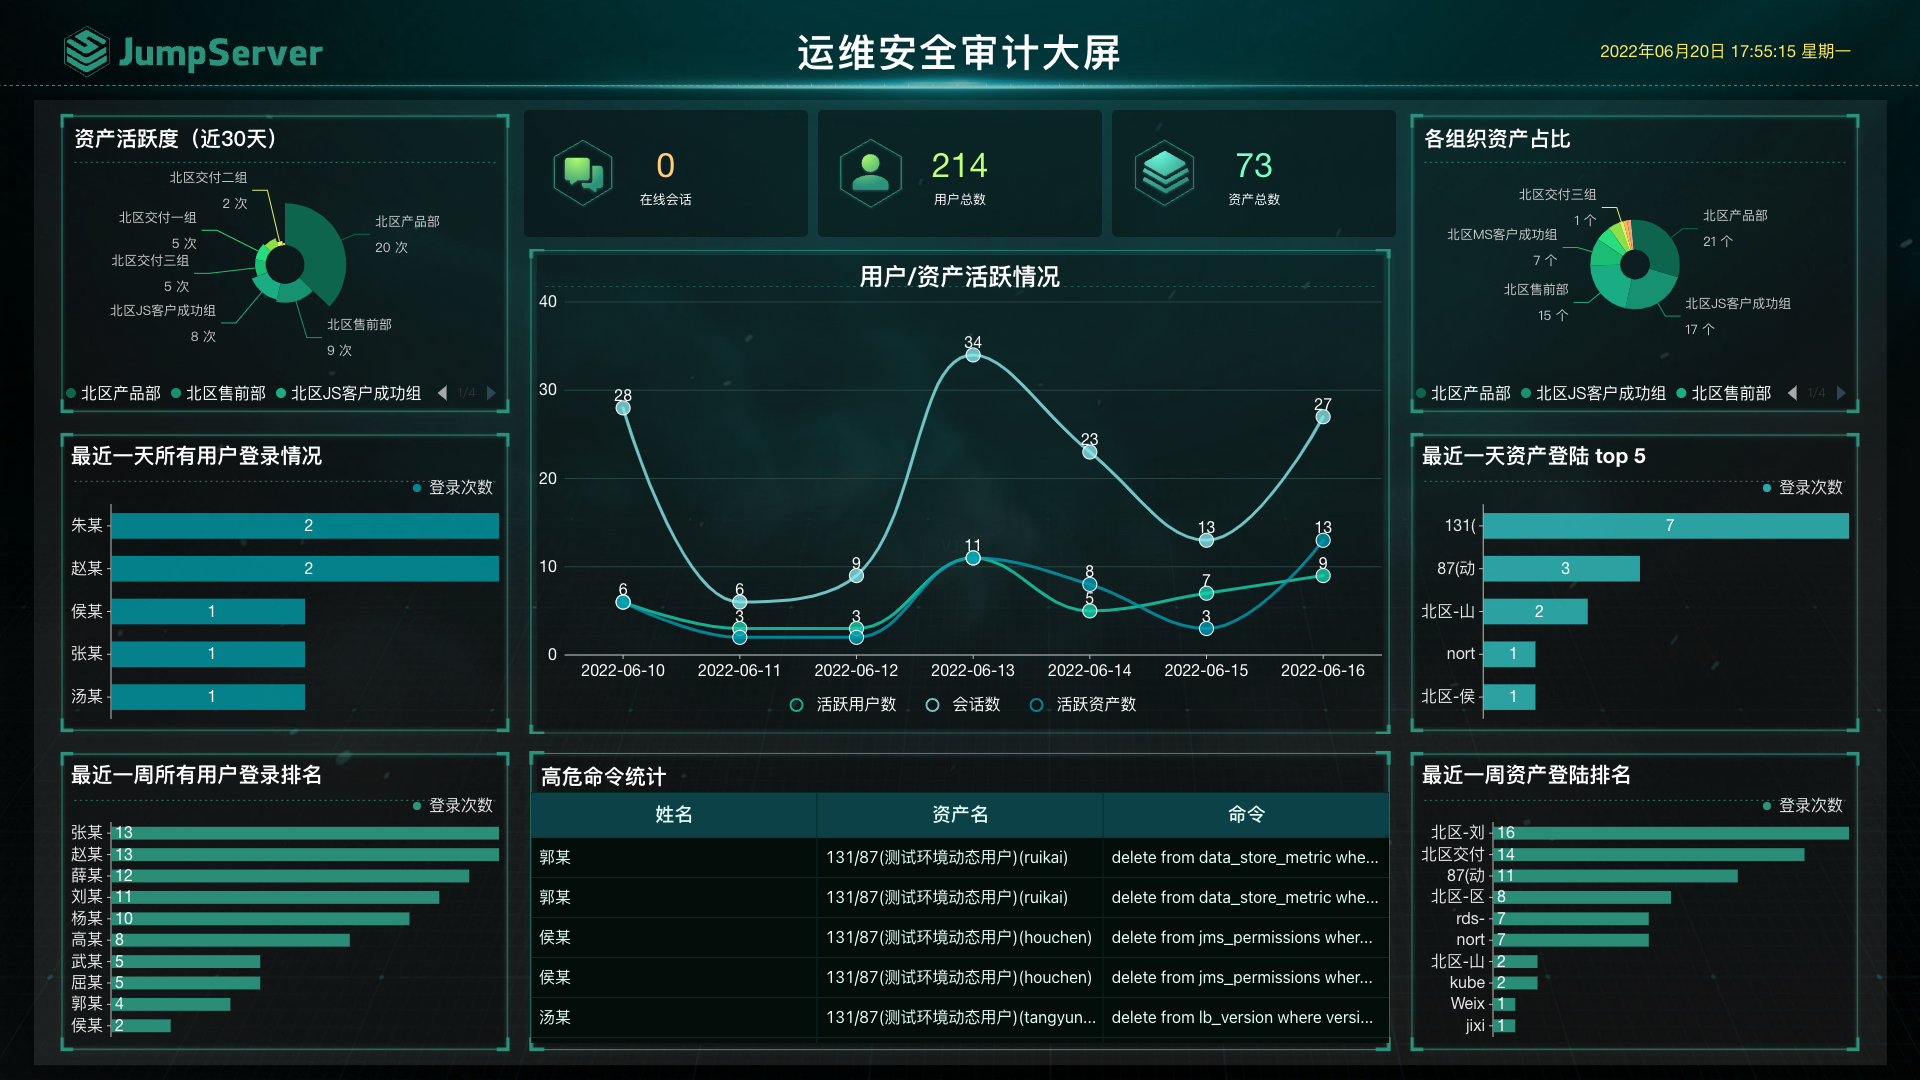 JumpServer
运维安全审计大屏
2022年06月20日 17:55:15 星期一
资产活跃度（近30天）
北区交付二组
2 次
北区产品部
20 次
北区交付一组
5 次
北区交付三组
5 次
北区JS客户成功组
8 次
北区售前部
9 次
北区产品部 北区售前部 北区JS客户成功组 1/4
0
在线会话
214
用户总数
73
资产总数
各组织资产占比
北区交付三组
1 个
北区产品部
21 个
北区MS客户成功组
7 个
北区售前部
15 个
北区JS客户成功组
17 个
北区产品部 北区JS客户成功组 北区售前部 1/4
用户/资产活跃情况
40
30
20
10
0
28 6 9 34 23 13 27
6 3 3 11 5 7 9
8 3 13
2022-06-10 2022-06-11 2022-06-12 2022-06-13 2022-06-14 2022-06-15 2022-06-16
活跃用户数 会话数 活跃资产数
最近一天所有用户登录情况
登录次数
朱某 2
赵某 2
侯某 1
张某 1
汤某 1
最近一天资产登陆 top 5
登录次数
131( 7
87(动 3
北区-山 2
nort 1
北区-侯 1
最近一周所有用户登录排名
登录次数
张某 13
赵某 13
薛某 12
刘某 11
杨某 10
高某 8
武某 5
屈某 5
郭某 4
侯某 2
高危命令统计
姓名 资产名 命令
郭某 131/87(测试环境动态用户)(ruikai) delete from data_store_metric whe...
郭某 131/87(测试环境动态用户)(ruikai) delete from data_store_metric whe...
侯某 131/87(测试环境动态用户)(houchen) delete from jms_permissions wher...
侯某 131/87(测试环境动态用户)(houchen) delete from jms_permissions wher...
汤某 131/87(测试环境动态用户)(tangyun... delete from lb_version where versi...
最近一周资产登陆排名
登录次数
北区-刘 16
北区交付 14
87(动 11
北区-区 8
rds- 7
nort 7
北区-山 2
kube 2
Weix 1
jixi 1